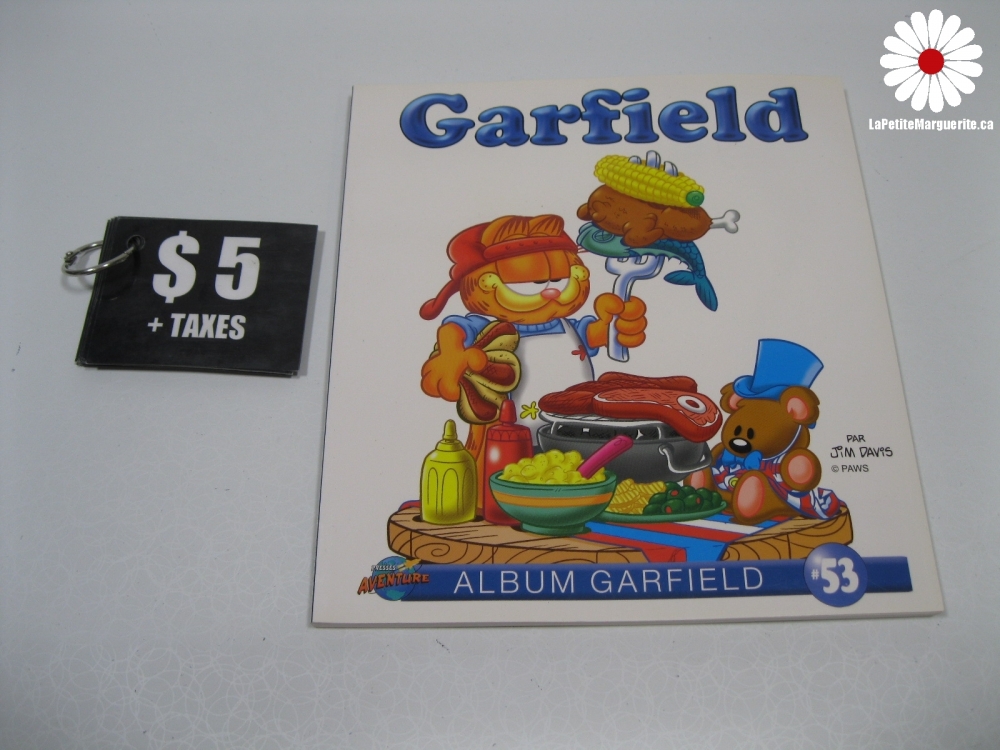 LaPetiteMarguerite.ca
$ 5
+ TAXES
Garfield
PAR
JIM DAVIS
© PAWS
PRESSES
AVENTURE
ALBUM GARFIELD
#53